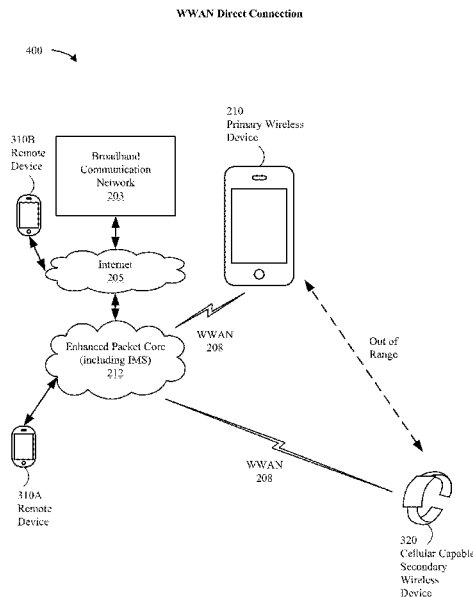 WWAN Direct Connection
400
310B
Remote
Device
Broadband
Communication
Network
203
210
Primary Wireless
Device
Internet
205
Enhanced Packet Core
(including IMS)
212
WWAN
208
Out of
Range
WWAN
208
310A
Remote
Device
320
Cellular Capable
Secondary
Wireless
Device